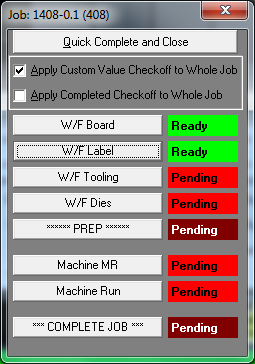 Job: 1408-0.1 (408)
Quick Complete and Close
Apply Custom Value Checkoff to Whole Job
Apply Completed Checkoff to Whole Job
W/F Board Ready
W/F Label Ready
W/F Tooling Pending
W/F Dies Pending
****** PREP ****** Pending
Machine MR Pending
Machine Run Pending
*** COMPLETE JOB *** Pending